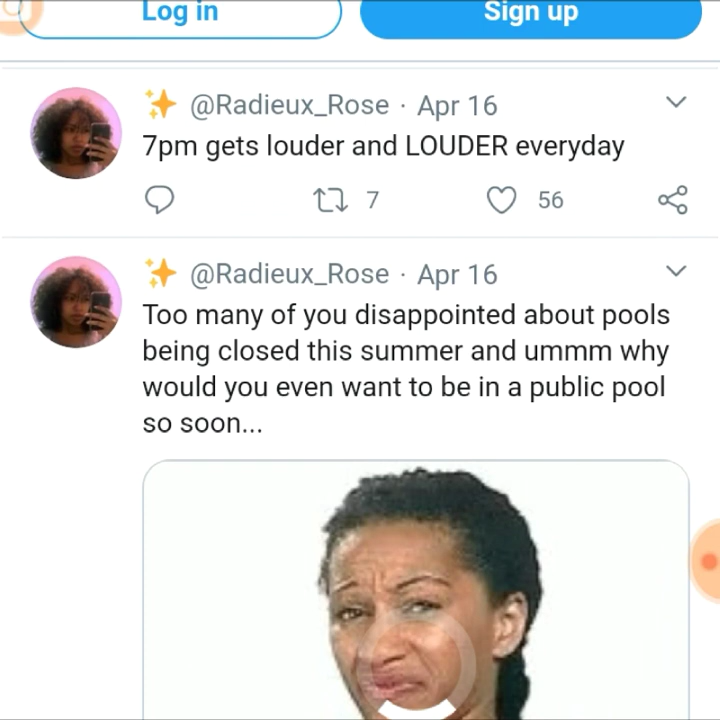 Log in
Sign up
✨ @Radieux_Rose · Apr 16
7pm gets louder and LOUDER everyday
7
56
✨ @Radieux_Rose · Apr 16
Too many of you disappointed about pools
being closed this summer and ummm why
would you even want to be in a public pool
so soon...